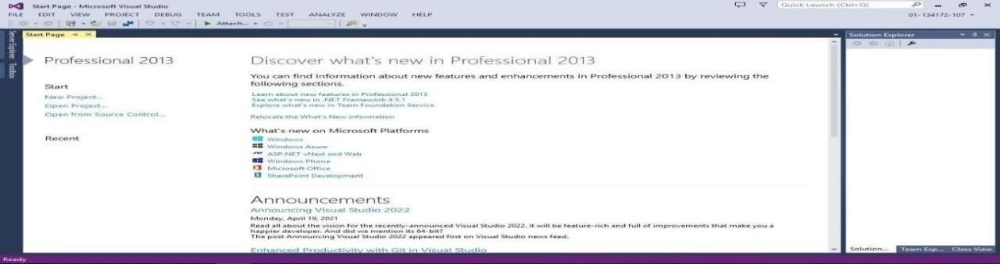 Start Page - Microsoft Visual Studio
Quick Launch (Ctrl+Q)
FILE EDIT VIEW PROJECT DEBUG TEAM TOOLS TEST ANALYZE WINDOW HELP
01-134172-107
Attach...
Server Explorer
Toolbox
Start Page
Solution Explorer
Professional 2013
Start
New Project...
Open Project...
Open from Source Control...
Recent
Discover what's new in Professional 2013
You can find information about new features and enhancements in Professional 2013 by reviewing the
following sections.
Learn about new features in Professional 2013
See what's new in .NET Framework 4.5.1
Explore what's new in Team Foundation Service
Relocate the What's New information
What's new on Microsoft Platforms
Windows
Windows Azure
ASP.NET vNext and Web
Windows Phone
Microsoft Office
SharePoint Development
Announcements
Announcing Visual Studio 2022
Monday, April 19, 2021
Read all about the vision for the recently-announced Visual Studio 2022. It will be feature-rich and full of improvements that make you a
happier developer. And did we mention its 64-bit?
The post Announcing Visual Studio 2022 appeared first on Visual Studio news feed.
Enhanced Productivity with Git in Visual Studio
Solution... Team Exp... Class View
Ready